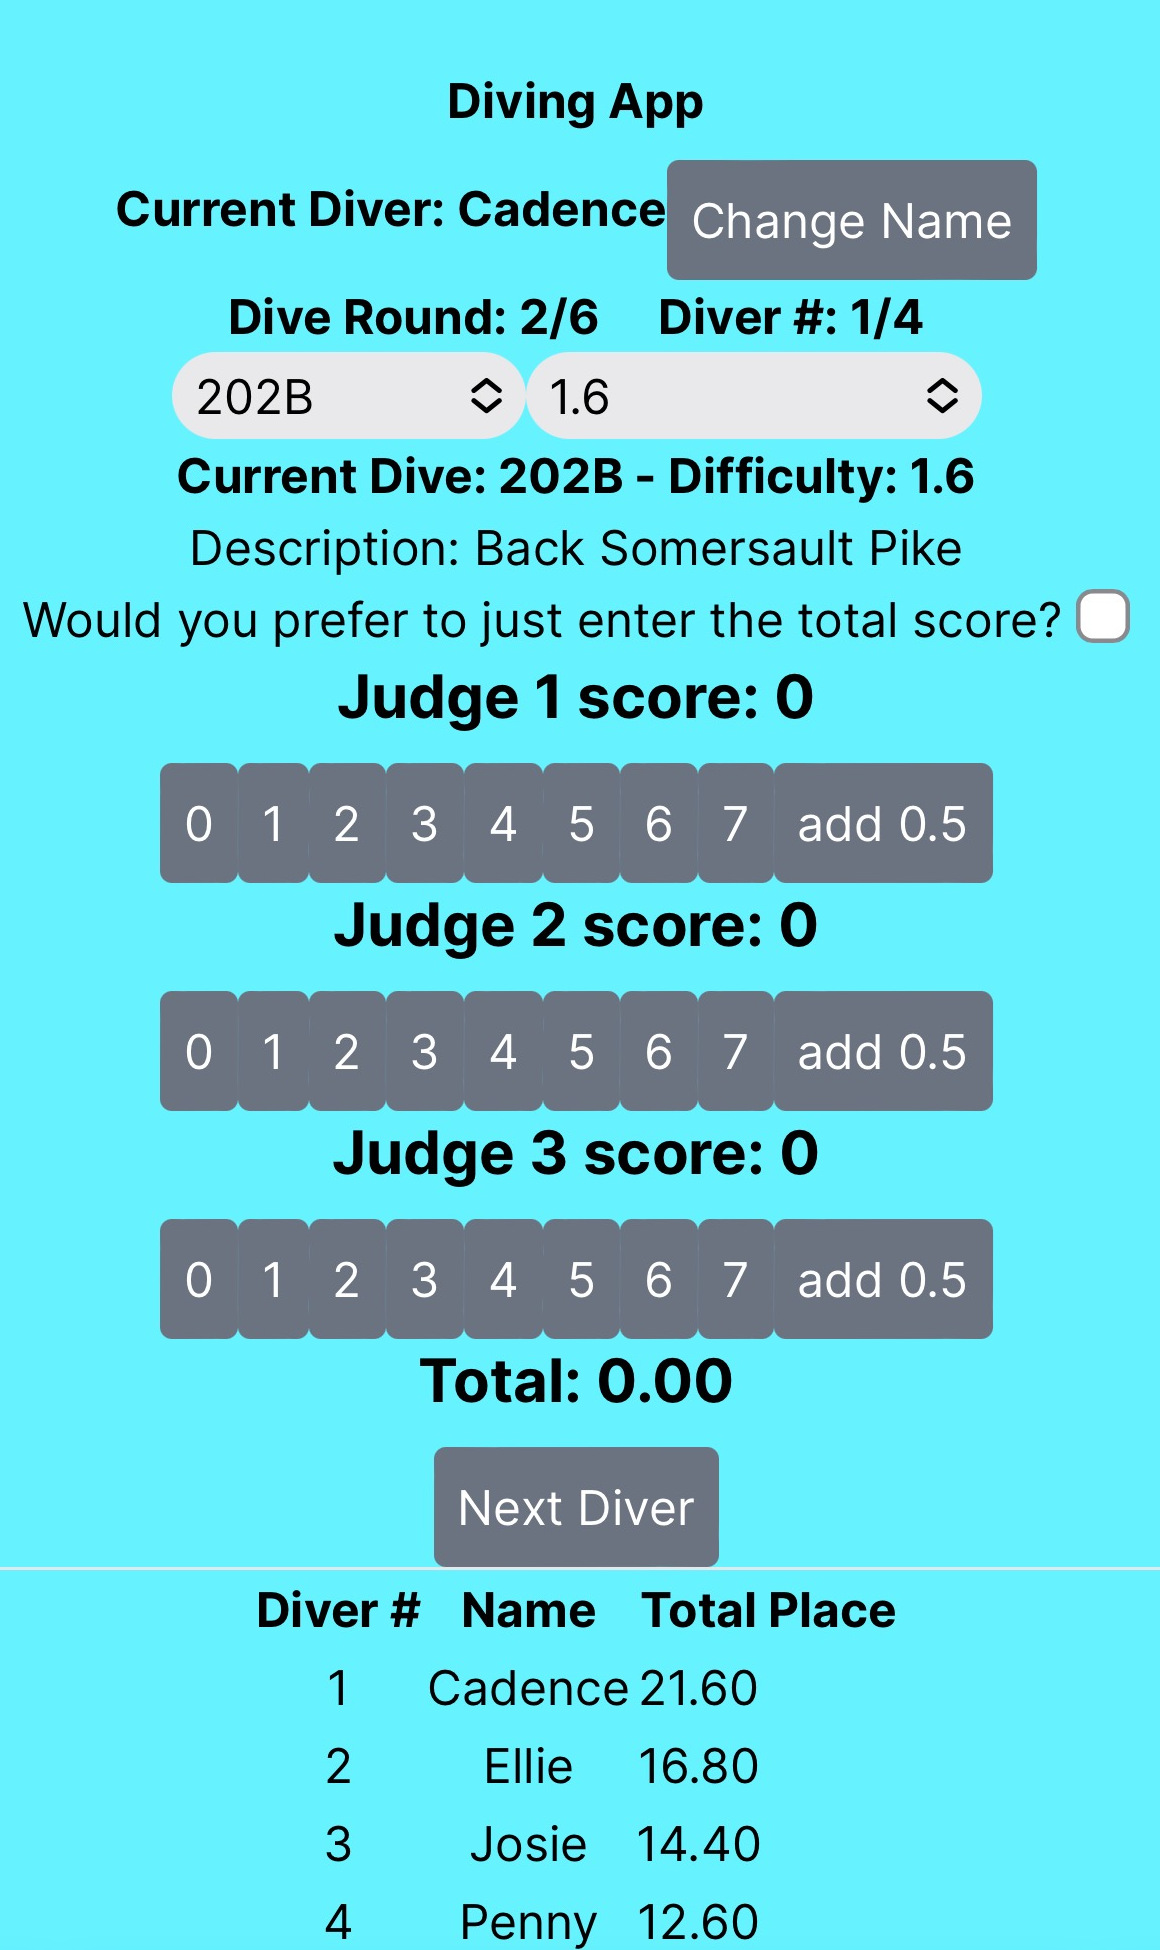 Diving App
Current Diver: Cadence Change Name
Dive Round: 2/6 Diver #: 1/4
202B 1.6
Current Dive: 202B - Difficulty: 1.6
Description: Back Somersault Pike
Would you prefer to just enter the total score?
Judge 1 score: 0
0 1 2 3 4 5 6 7 add 0.5
Judge 2 score: 0
0 1 2 3 4 5 6 7 add 0.5
Judge 3 score: 0
0 1 2 3 4 5 6 7 add 0.5
Total: 0.00
Next Diver
Diver # Name Total Place
1 Cadence 21.60
2 Ellie 16.80
3 Josie 14.40
4 Penny 12.60